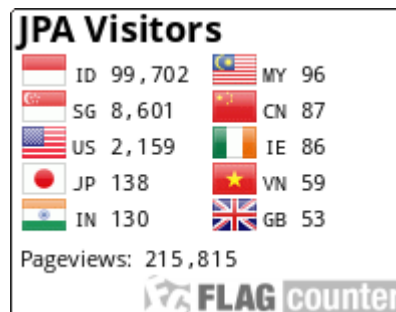 JPA Visitors
ID 99,702 MY 96
SG 8,601 CN 87
US 2,159 IE 86
JP 138 VN 59
IN 130 GB 53
Pageviews: 215,815
FC FLAG counter